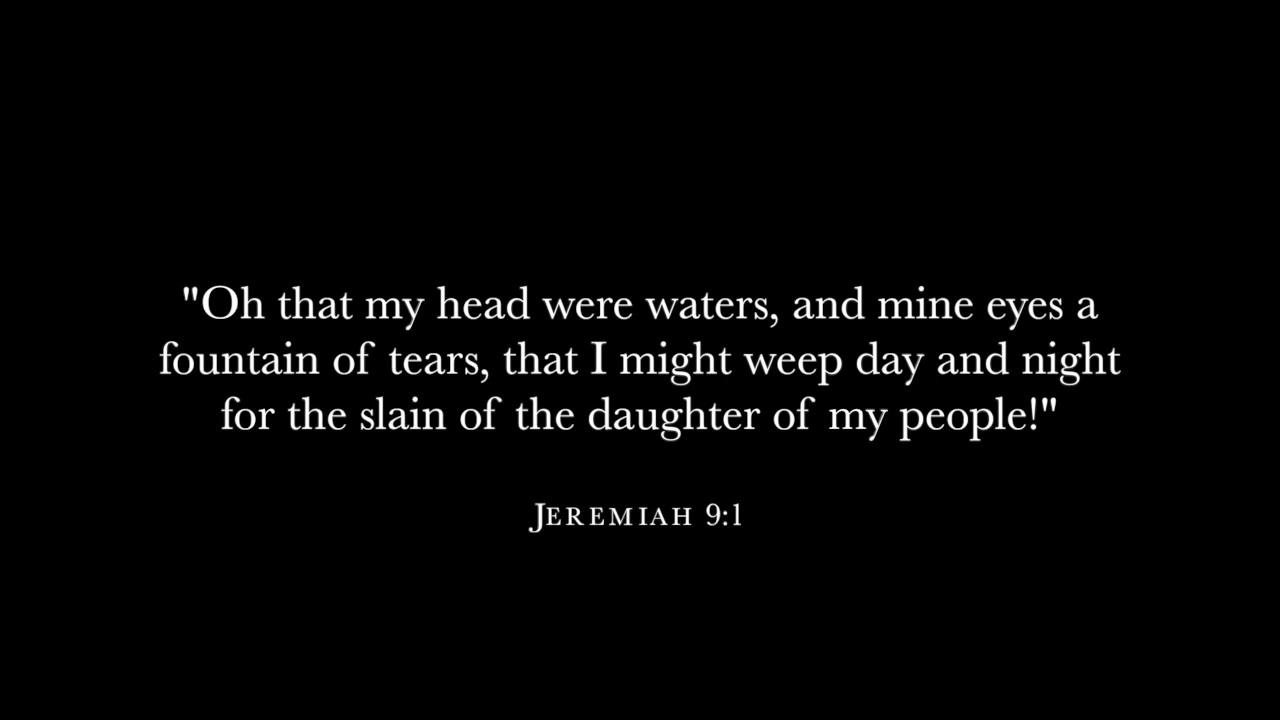 "Oh that my head were waters, and mine eyes a
fountain of tears, that I might weep day and night
for the slain of the daughter of my people!"
JEREMIAH 9:1